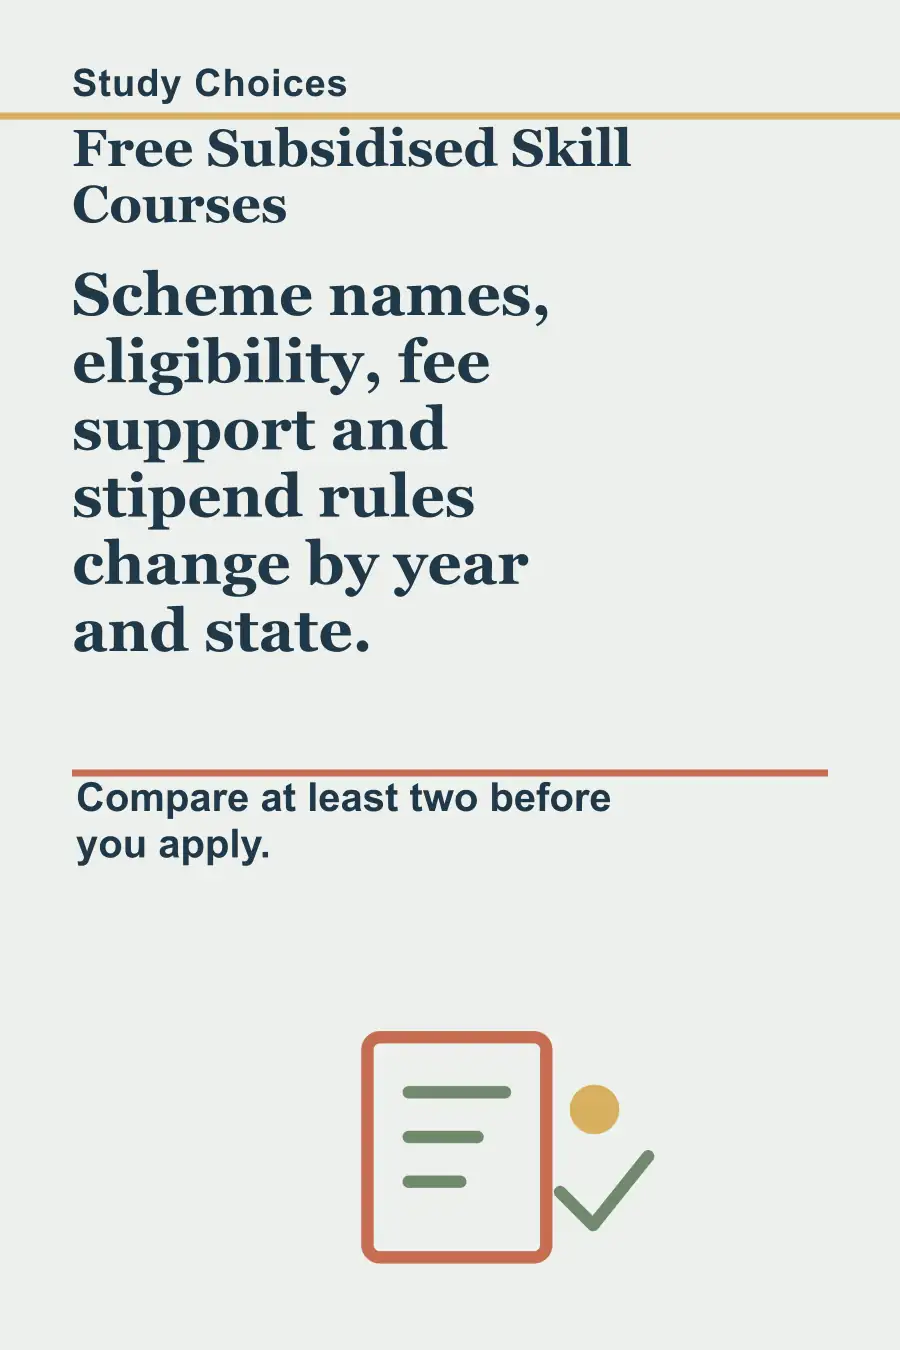 Study Choices
Free Subsidised Skill
Courses
Scheme names,
eligibility, fee
support and
stipend rules
change by year
and state.
Compare at least two before
you apply.